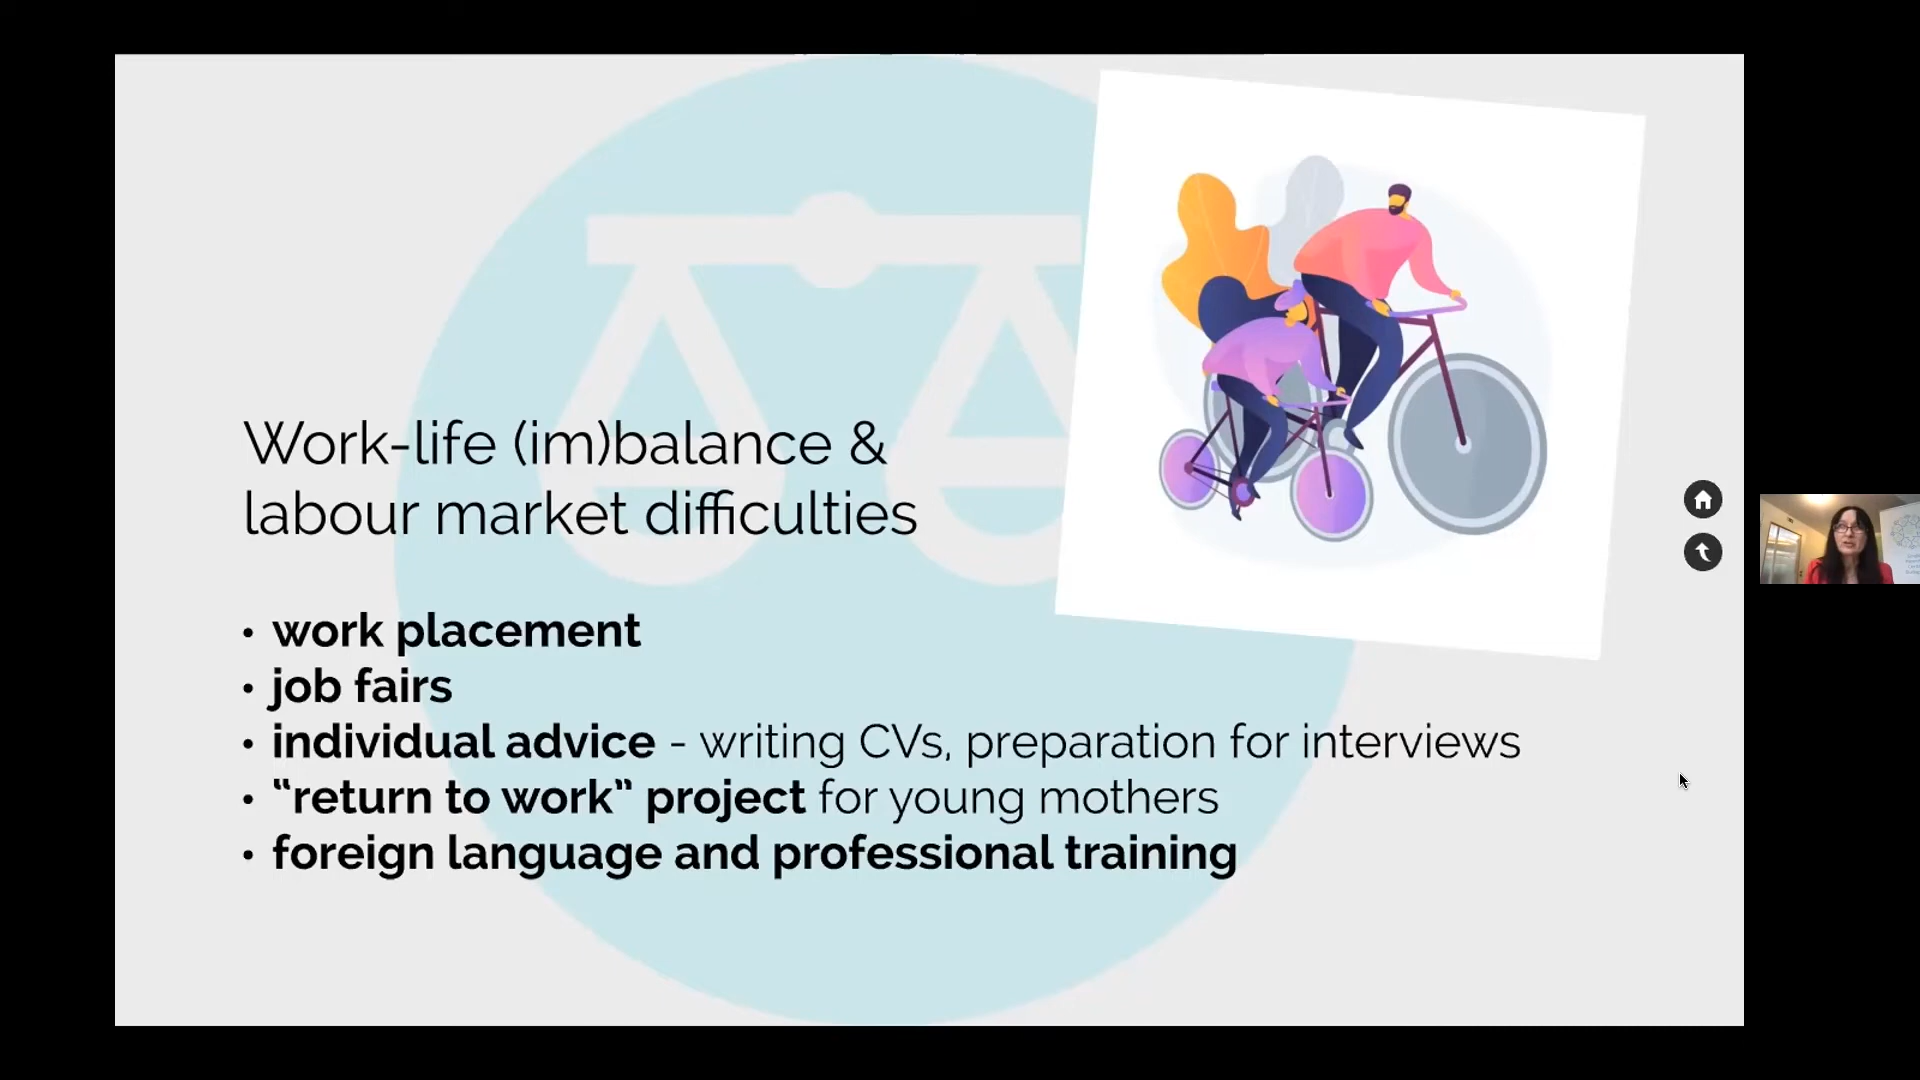 Work-life (im)balance &
labour market difficulties
• work placement
• job fairs
• individual advice - writing CVs, preparation for interviews
• “return to work” project for young mothers
• foreign language and professional training